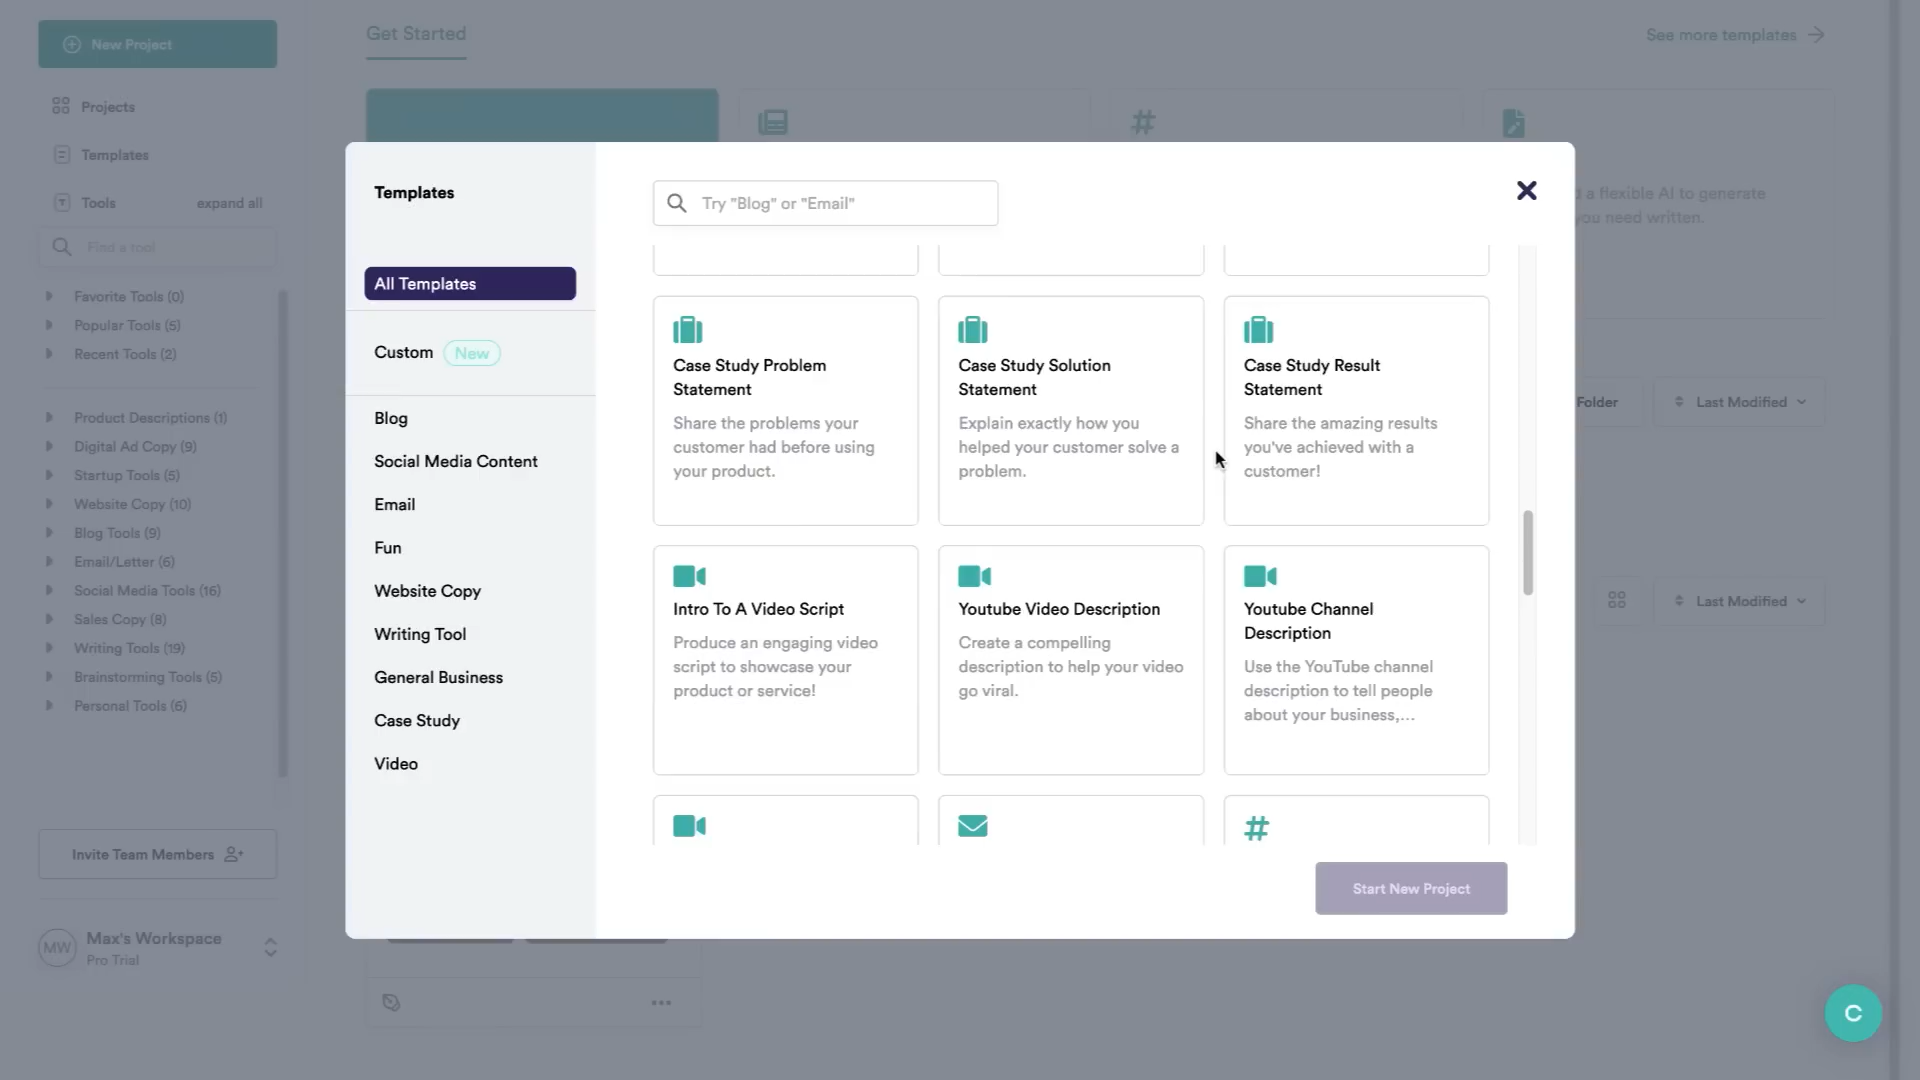 New Project
Projects
Templates
Tools
expand all
Find a tool
Favorite Tools (0)
Popular Tools (5)
Recent Tools (2)
Product Descriptions (1)
Digital Ad Copy (9)
Startup Tools (5)
Website Copy (10)
Blog Tools (9)
Email/Letter (6)
Social Media Tools (16)
Sales Copy (8)
Writing Tools (19)
Brainstorming Tools (5)
Personal Tools (6)
Invite Team Members
MW
Max's Workspace
Pro Trial
Get Started
See more templates
a flexible AI to generate
you need written.
Folder
Last Modified
Last Modified
Templates
All Templates
Custom
New
Blog
Social Media Content
Email
Fun
Website Copy
Writing Tool
General Business
Case Study
Video
Try "Blog" or "Email"
Case Study Problem
Statement
Share the problems your
customer had before using
your product.
Case Study Solution
Statement
Explain exactly how you
helped your customer solve a
problem.
Case Study Result
Statement
Share the amazing results
you've achieved with a
customer!
Intro To A Video Script
Produce an engaging video
script to showcase your
product or service!
Youtube Video Description
Create a compelling
description to help your video
go viral.
Youtube Channel
Description
Use the YouTube channel
description to tell people
about your business,...
Start New Project
C